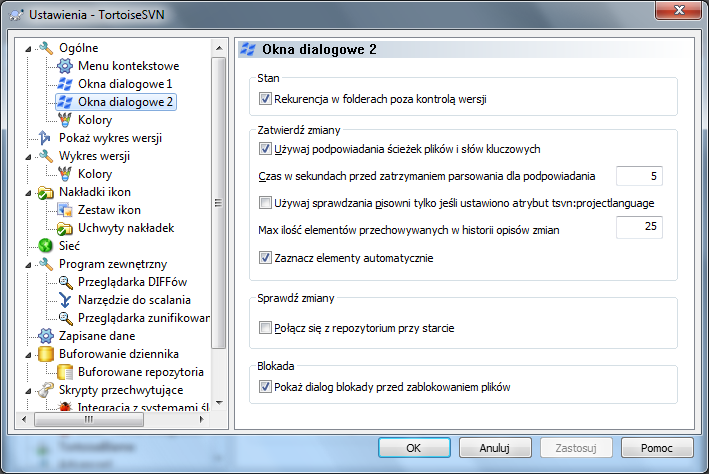 Ustawienia - TortoiseSVN
Ogólne
Menu kontekstowe
Okna dialogowe 1
Okna dialogowe 2
Kolory
Pokaż wykres wersji
Wykres wersji
Kolory
Nakładki ikon
Zestaw ikon
Uchwyty nakładek
Sieć
Program zewnętrzny
Przeglądarka DIFFów
Narzędzie do scalania
Przeglądarka zunifikowan
Zapisane dane
Buforowanie dziennika
Buforowane repozytoria
Skrypty przechwytujące
Integracja z systemami śl
Okna dialogowe 2
Stan
Rekurencja w folderach poza kontrolą wersji
Zatwierdź zmiany
Używaj podpowiadania ścieżek plików i słów kluczowych
Czas w sekundach przed zatrzymaniem parsowania dla podpowiadania 5
Używaj sprawdzania pisowni tylko jeśli ustawiono atrybut tsvn:projectlanguage
Max ilość elementów przechowywanych w historii opisów zmian 25
Zaznacz elementy automatycznie
Sprawdź zmiany
Połącz się z repozytorium przy starcie
Blokada
Pokaż dialog blokady przed zablokowaniem plików
OK Anuluj Zastosuj Pomoc